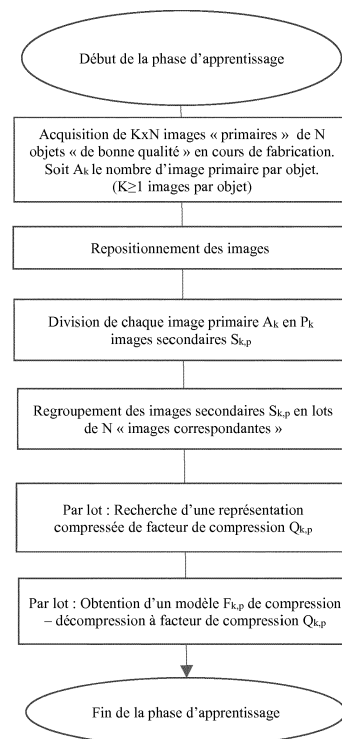 Début de la phase d’apprentissage
Acquisition de KxN images « primaires » de N
objets « de bonne qualité » en cours de fabrication.
Soit Ak le nombre d’image primaire par objet.
(K≥1 images par objet)
Repositionnement des images
Division de chaque image primaire Ak en Pk
images secondaires Sk,p
Regroupement des images secondaires Sk,p en lots
de N « images correspondantes »
Par lot : Recherche d’une représentation
compressée de facteur de compression Qk,p
Par lot : Obtention d’un modèle Fk,p de compression
– décompression à facteur de compression Qk,p
Fin de la phase d’apprentissage